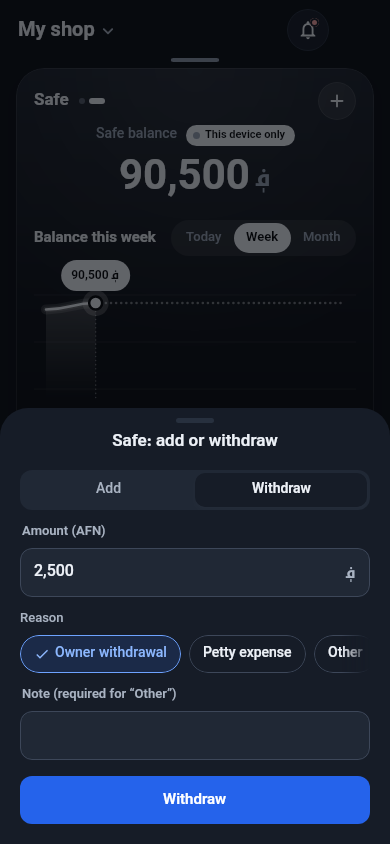 My shop
Safe
Safe balance This device only
90,500 ؋
Balance this week Today Week Month
90,500 ؋
Safe: add or withdraw
Add Withdraw
Amount (AFN)
2,500 ؋
Reason
Owner withdrawal Petty expense Other
Note (required for “Other”)
Withdraw